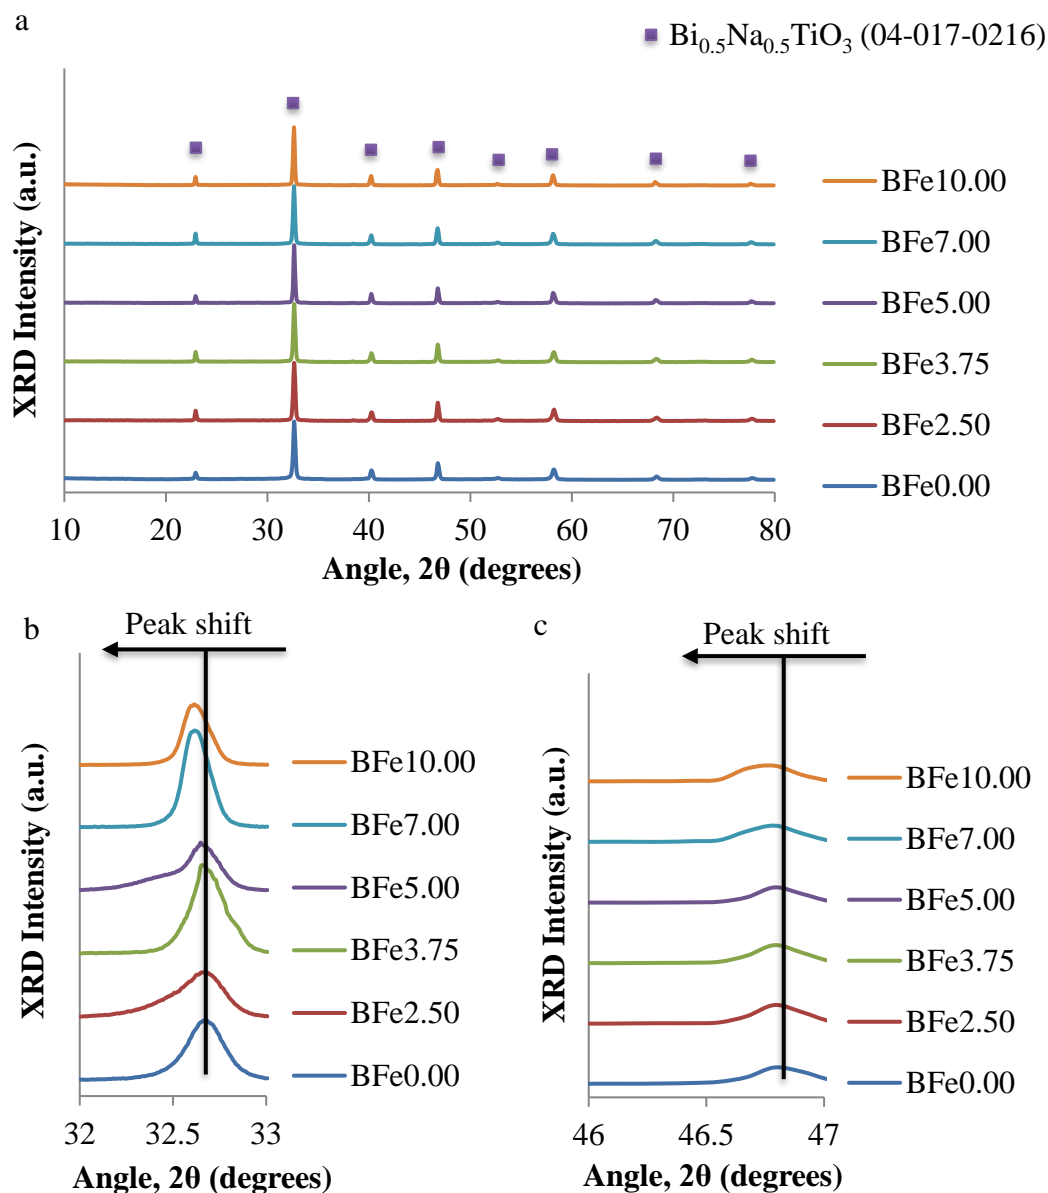 a
Bi₀.₅Na₀.₅TiO₃ (04-017-0216)
XRD Intensity (a.u.)
BFe10.00
BFe7.00
BFe5.00
BFe3.75
BFe2.50
BFe0.00
10 20 30 40 50 60 70 80
Angle, 2θ (degrees)
b
Peak shift
XRD Intensity (a.u.)
BFe10.00
BFe7.00
BFe5.00
BFe3.75
BFe2.50
BFe0.00
32 32.5 33
Angle, 2θ (degrees)
c
Peak shift
XRD Intensity (a.u.)
BFe10.00
BFe7.00
BFe5.00
BFe3.75
BFe2.50
BFe0.00
46 46.5 47
Angle, 2θ (degrees)